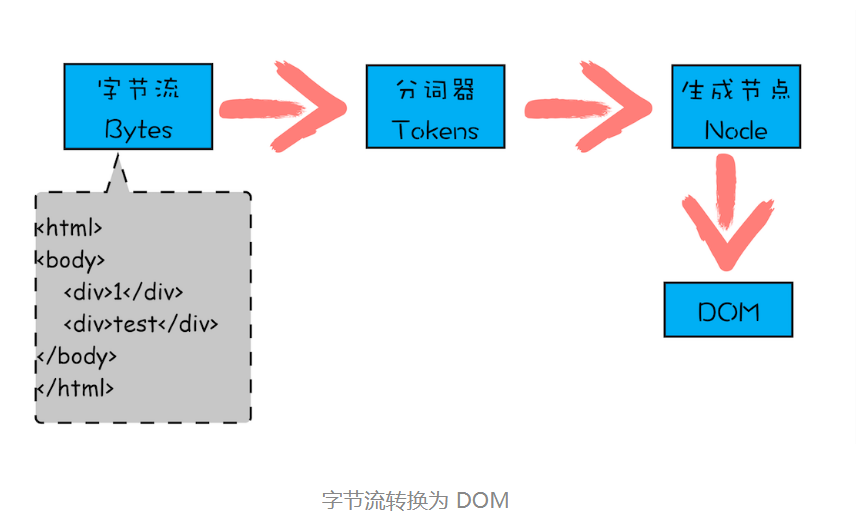 字节流
Bytes
分词器
Tokens
生成节点
Node
<html>
<body>
<div>1</div>
<div>test</div>
</body>
</html>
DOM
字节流转换为 DOM